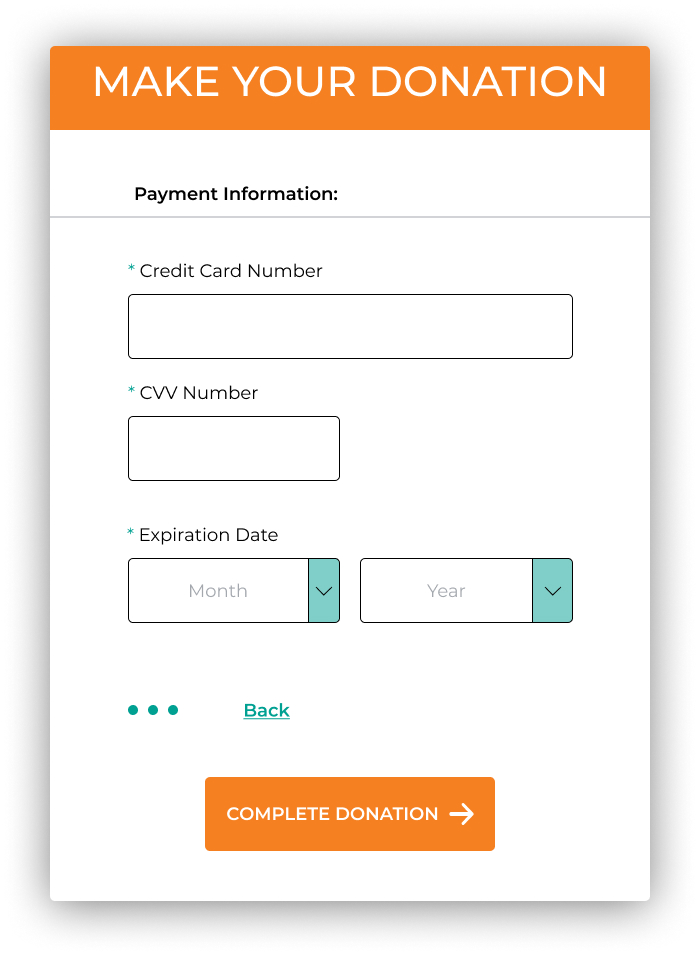 MAKE YOUR DONATION
Payment Information:
* Credit Card Number
* CVV Number
* Expiration Date
Month Year
Back
COMPLETE DONATION